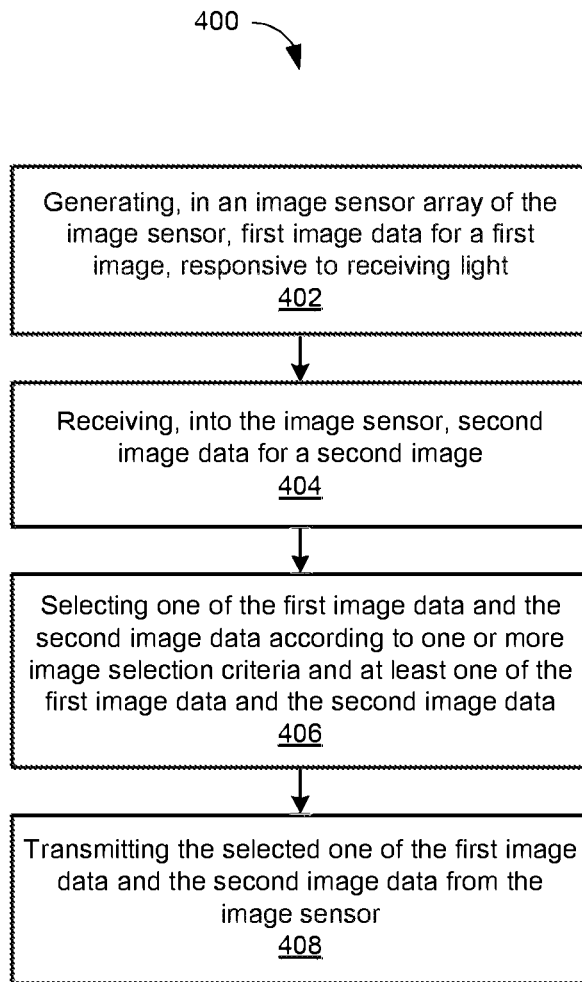 400
Generating, in an image sensor array of the
image sensor, first image data for a first
image, responsive to receiving light
402
Receiving, into the image sensor, second
image data for a second image
404
Selecting one of the first image data and the
second image data according to one or more
image selection criteria and at least one of the
first image data and the second image data
406
Transmitting the selected one of the first image
data and the second image data from the
image sensor
408